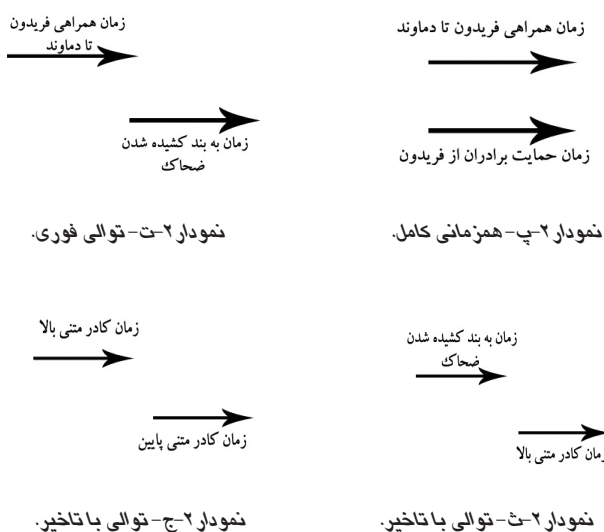 زمان همراهی فریدون تا دماوند
زمان حمایت برادران از فریدون
نمودار ۲-پ- همزمانی کامل.
زمان همراهی فریدون
تا دماوند
زمان به بند کشیده شدن
ضحاک
نمودار ۲-ت- توالی فوری.
زمان به بند کشیده شدن
ضحاک
زمان کادر متنی بالا
نمودار ۲-ث- توالی با تاخیر.
زمان کادر متنی بالا
زمان کادر متنی پایین
نمودار ۲-ج- توالی با تاخیر.